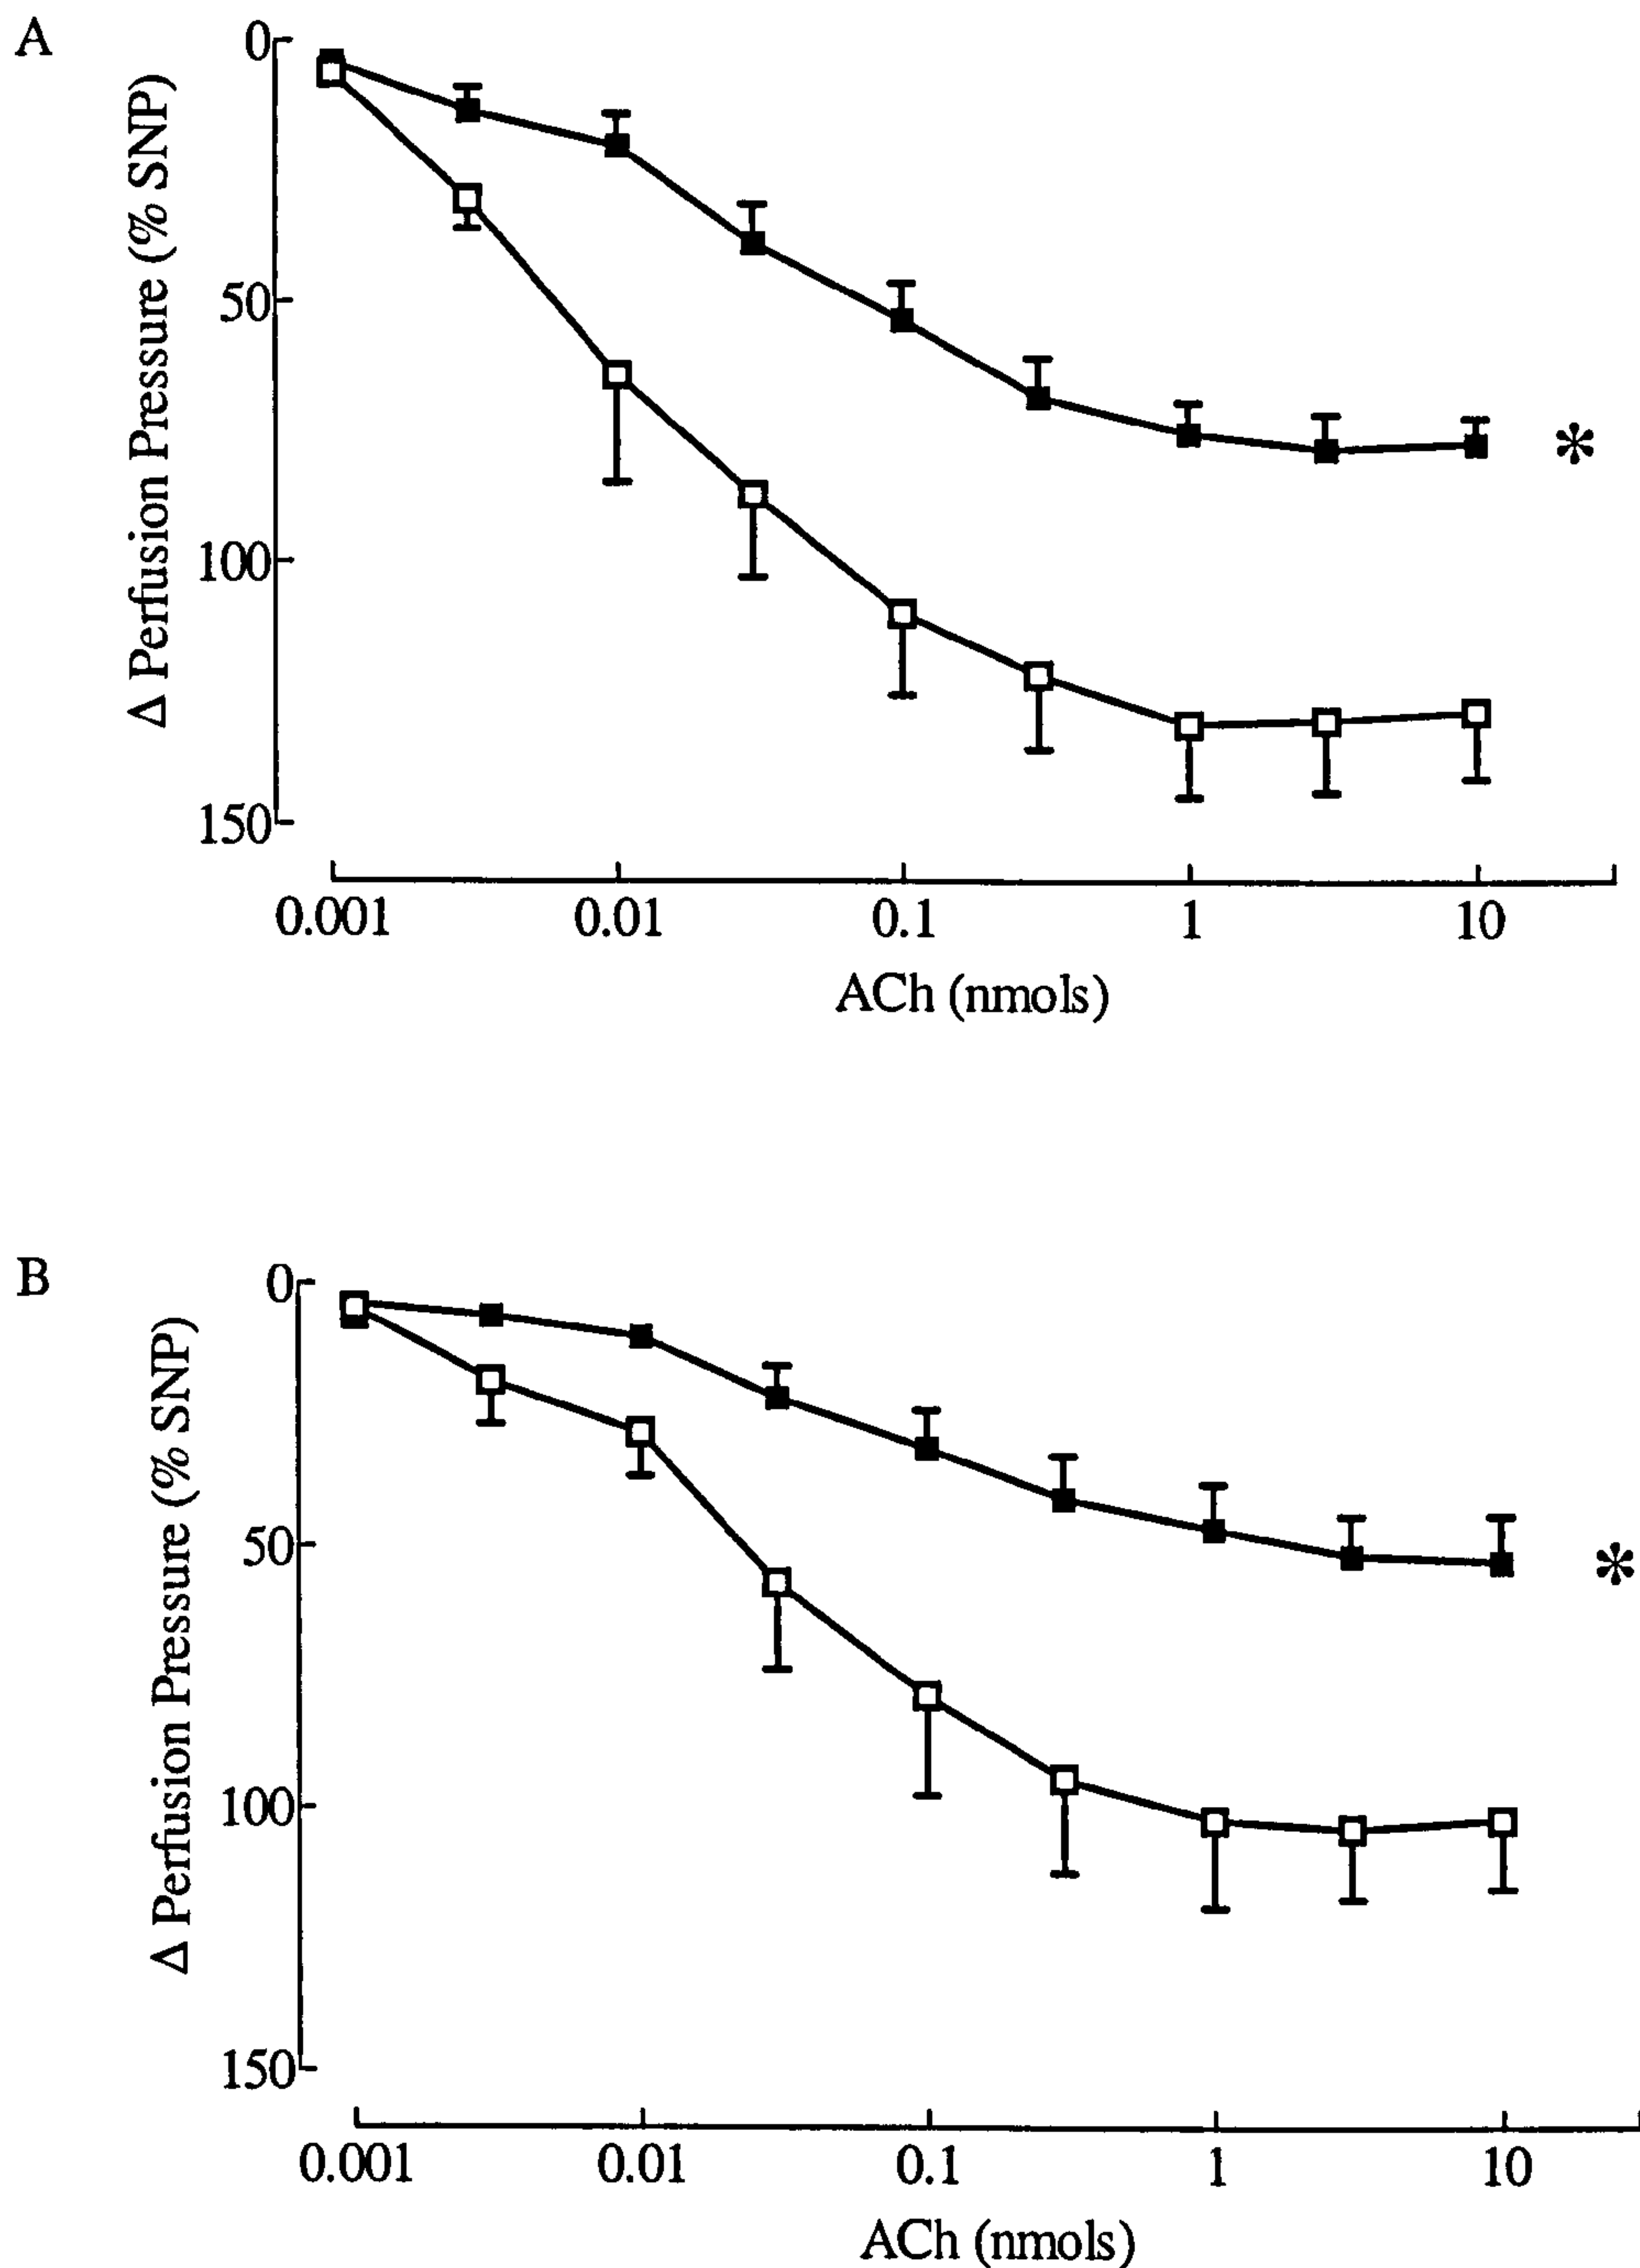 A
Δ Perfusion Pressure (% SNP)
0
50
100
150
0.001 0.01 0.1 1 10
ACh (nmols)
*
B
Δ Perfusion Pressure (% SNP)
0
50
100
150
0.001 0.01 0.1 1 10
ACh (nmols)
*